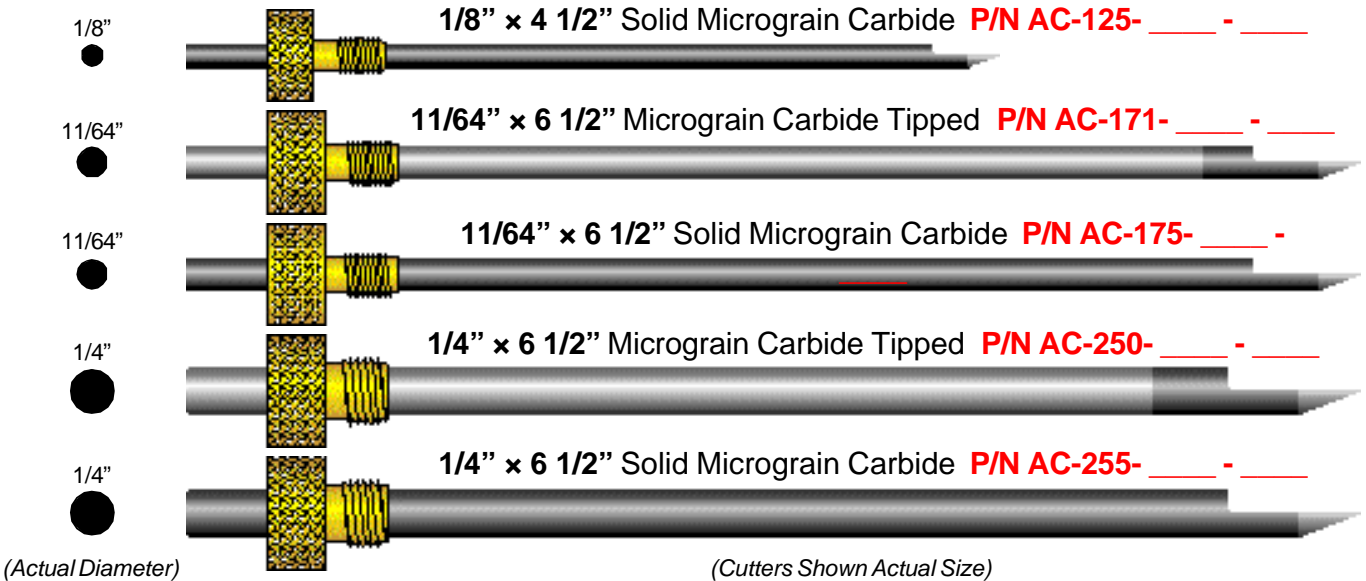 1/8”
1/8” × 4 1/2” Solid Micrograin Carbide P/N AC-125- ____ - ____
11/64”
11/64” × 6 1/2” Micrograin Carbide Tipped P/N AC-171- ____ - ____
11/64”
11/64” × 6 1/2” Solid Micrograin Carbide P/N AC-175- ____ -
____
1/4”
1/4” × 6 1/2” Micrograin Carbide Tipped P/N AC-250- ____ - ____
1/4”
1/4” × 6 1/2” Solid Micrograin Carbide P/N AC-255- ____ - ____
(Actual Diameter)
(Cutters Shown Actual Size)